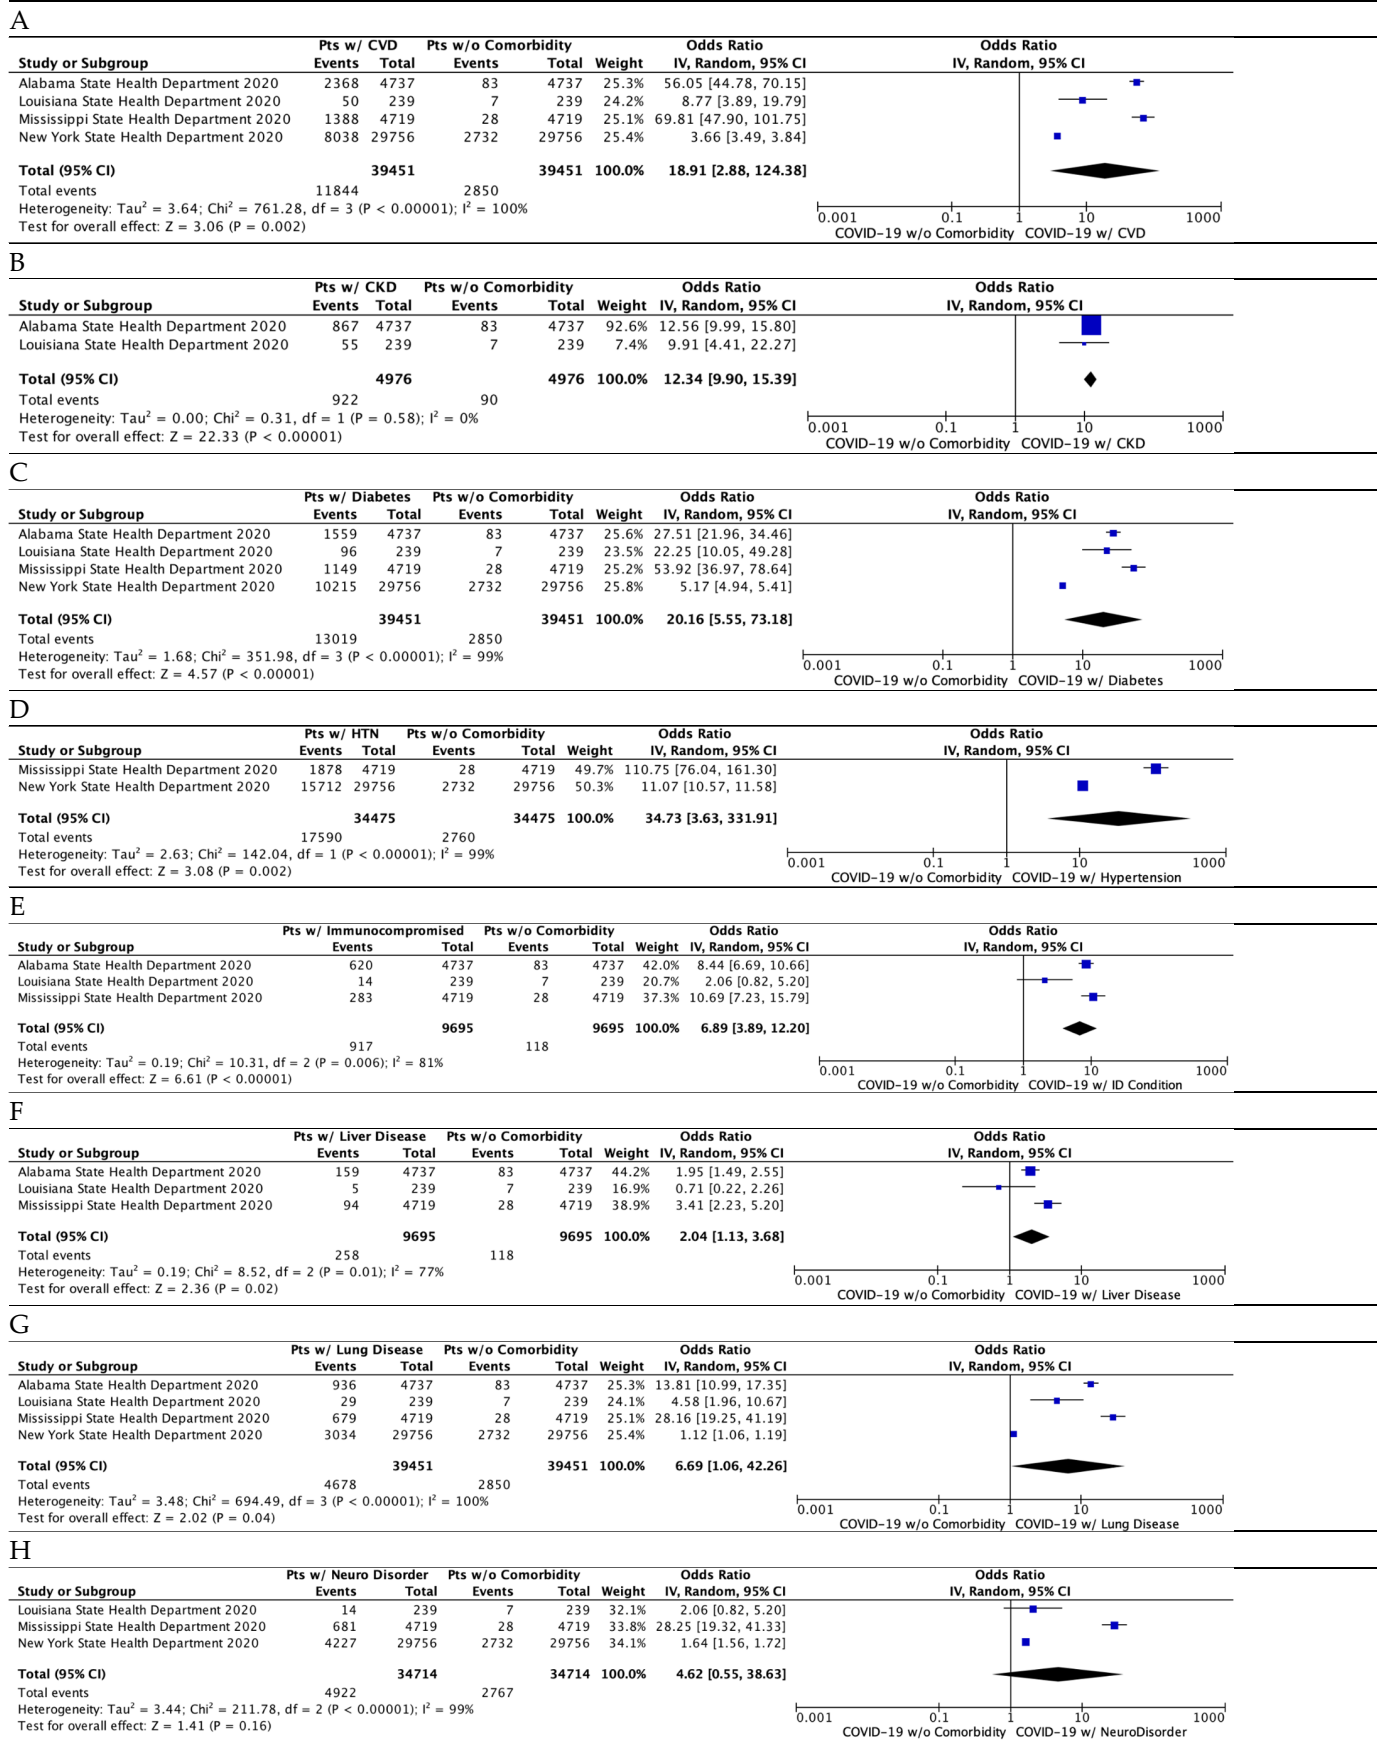 A
Pts w/ CVD Pts w/o Comorbidity Odds Ratio Odds Ratio
Study or Subgroup Events Total Events Total Weight IV, Random, 95% CI IV, Random, 95% CI
Alabama State Health Department 2020 2368 4737 83 4737 25.3% 56.05 [44.78, 70.15]
Louisiana State Health Department 2020 50 239 7 239 24.2% 8.77 [3.89, 19.79]
Mississippi State Health Department 2020 1388 4719 28 4719 25.1% 69.81 [47.90, 101.75]
New York State Health Department 2020 8038 29756 2732 29756 25.4% 3.66 [3.49, 3.84]
Total (95% CI) 39451 39451 100.0% 18.91 [2.88, 124.38]
Total events 11844 2850
Heterogeneity: Tau² = 3.64; Chi² = 761.28, df = 3 (P < 0.00001); I² = 100%
Test for overall effect: Z = 3.06 (P = 0.002)
0.001 0.1 1 10 1000
COVID-19 w/o Comorbidity COVID-19 w/ CVD
B
Pts w/ CKD Pts w/o Comorbidity Odds Ratio Odds Ratio
Study or Subgroup Events Total Events Total Weight IV, Random, 95% CI IV, Random, 95% CI
Alabama State Health Department 2020 867 4737 83 4737 92.6% 12.56 [9.99, 15.80]
Louisiana State Health Department 2020 55 239 7 239 7.4% 9.91 [4.41, 22.27]
Total (95% CI) 4976 4976 100.0% 12.34 [9.90, 15.39]
Total events 922 90
Heterogeneity: Tau² = 0.00; Chi² = 0.31, df = 1 (P = 0.58); I² = 0%
Test for overall effect: Z = 22.33 (P < 0.00001)
0.001 0.1 1 10 1000
COVID-19 w/o Comorbidity COVID-19 w/ CKD
C
Pts w/ Diabetes Pts w/o Comorbidity Odds Ratio Odds Ratio
Study or Subgroup Events Total Events Total Weight IV, Random, 95% CI IV, Random, 95% CI
Alabama State Health Department 2020 1559 4737 83 4737 25.6% 27.51 [21.96, 34.46]
Louisiana State Health Department 2020 96 239 7 239 23.5% 22.25 [10.05, 49.28]
Mississippi State Health Department 2020 1149 4719 28 4719 25.2% 53.92 [36.97, 78.64]
New York State Health Department 2020 10215 29756 2732 29756 25.8% 5.17 [4.94, 5.41]
Total (95% CI) 39451 39451 100.0% 20.16 [5.55, 73.18]
Total events 13019 2850
Heterogeneity: Tau² = 1.68; Chi² = 351.98, df = 3 (P < 0.00001); I² = 99%
Test for overall effect: Z = 4.57 (P < 0.00001)
0.001 0.1 1 10 1000
COVID-19 w/o Comorbidity COVID-19 w/ Diabetes
D
Pts w/ HTN Pts w/o Comorbidity Odds Ratio Odds Ratio
Study or Subgroup Events Total Events Total Weight IV, Random, 95% CI IV, Random, 95% CI
Mississippi State Health Department 2020 1878 4719 28 4719 49.7% 110.75 [76.04, 161.30]
New York State Health Department 2020 15712 29756 2732 29756 50.3% 11.07 [10.57, 11.58]
Total (95% CI) 34475 34475 100.0% 34.73 [3.63, 331.91]
Total events 17590 2760
Heterogeneity: Tau² = 2.63; Chi² = 142.04, df = 1 (P < 0.00001); I² = 99%
Test for overall effect: Z = 3.08 (P = 0.002)
0.001 0.1 1 10 1000
COVID-19 w/o Comorbidity COVID-19 w/ Hypertension
E
Pts w/ Immunocompromised Pts w/o Comorbidity Odds Ratio Odds Ratio
Study or Subgroup Events Total Events Total Weight IV, Random, 95% CI IV, Random, 95% CI
Alabama State Health Department 2020 620 4737 83 4737 42.0% 8.44 [6.69, 10.66]
Louisiana State Health Department 2020 14 239 7 239 20.7% 2.06 [0.82, 5.20]
Mississippi State Health Department 2020 283 4719 28 4719 37.3% 10.69 [7.23, 15.79]
Total (95% CI) 9695 9695 100.0% 6.89 [3.89, 12.20]
Total events 917 118
Heterogeneity: Tau² = 0.19; Chi² = 10.31, df = 2 (P = 0.006); I² = 81%
Test for overall effect: Z = 6.61 (P < 0.00001)
0.001 0.1 1 10 1000
COVID-19 w/o Comorbidity COVID-19 w/ ID Condition
F
Pts w/ Liver Disease Pts w/o Comorbidity Odds Ratio Odds Ratio
Study or Subgroup Events Total Events Total Weight IV, Random, 95% CI IV, Random, 95% CI
Alabama State Health Department 2020 159 4737 83 4737 44.2% 1.95 [1.49, 2.55]
Louisiana State Health Department 2020 5 239 7 239 16.9% 0.71 [0.22, 2.26]
Mississippi State Health Department 2020 94 4719 28 4719 38.9% 3.41 [2.23, 5.20]
Total (95% CI) 9695 9695 100.0% 2.04 [1.13, 3.68]
Total events 258 118
Heterogeneity: Tau² = 0.19; Chi² = 8.52, df = 2 (P = 0.01); I² = 77%
Test for overall effect: Z = 2.36 (P = 0.02)
0.001 0.1 1 10 1000
COVID-19 w/o Comorbidity COVID-19 w/ Liver Disease
G
Pts w/ Lung Disease Pts w/o Comorbidity Odds Ratio Odds Ratio
Study or Subgroup Events Total Events Total Weight IV, Random, 95% CI IV, Random, 95% CI
Alabama State Health Department 2020 936 4737 83 4737 25.3% 13.81 [10.99, 17.35]
Louisiana State Health Department 2020 29 239 7 239 24.1% 4.58 [1.96, 10.67]
Mississippi State Health Department 2020 679 4719 28 4719 25.1% 28.16 [19.25, 41.19]
New York State Health Department 2020 3034 29756 2732 29756 25.4% 1.12 [1.06, 1.19]
Total (95% CI) 39451 39451 100.0% 6.69 [1.06, 42.26]
Total events 4678 2850
Heterogeneity: Tau² = 3.48; Chi² = 694.49, df = 3 (P < 0.00001); I² = 100%
Test for overall effect: Z = 2.02 (P = 0.04)
0.001 0.1 1 10 1000
COVID-19 w/o Comorbidity COVID-19 w/ Lung Disease
H
Pts w/ Neuro Disorder Pts w/o Comorbidity Odds Ratio Odds Ratio
Study or Subgroup Events Total Events Total Weight IV, Random, 95% CI IV, Random, 95% CI
Louisiana State Health Department 2020 14 239 7 239 32.1% 2.06 [0.82, 5.20]
Mississippi State Health Department 2020 681 4719 28 4719 33.8% 28.25 [19.32, 41.33]
New York State Health Department 2020 4227 29756 2732 29756 34.1% 1.64 [1.56, 1.72]
Total (95% CI) 34714 34714 100.0% 4.62 [0.55, 38.63]
Total events 4922 2767
Heterogeneity: Tau² = 3.44; Chi² = 211.78, df = 2 (P < 0.00001); I² = 99%
Test for overall effect: Z = 1.41 (P = 0.16)
0.001 0.1 1 10 1000
COVID-19 w/o Comorbidity COVID-19 w/ NeuroDisorder